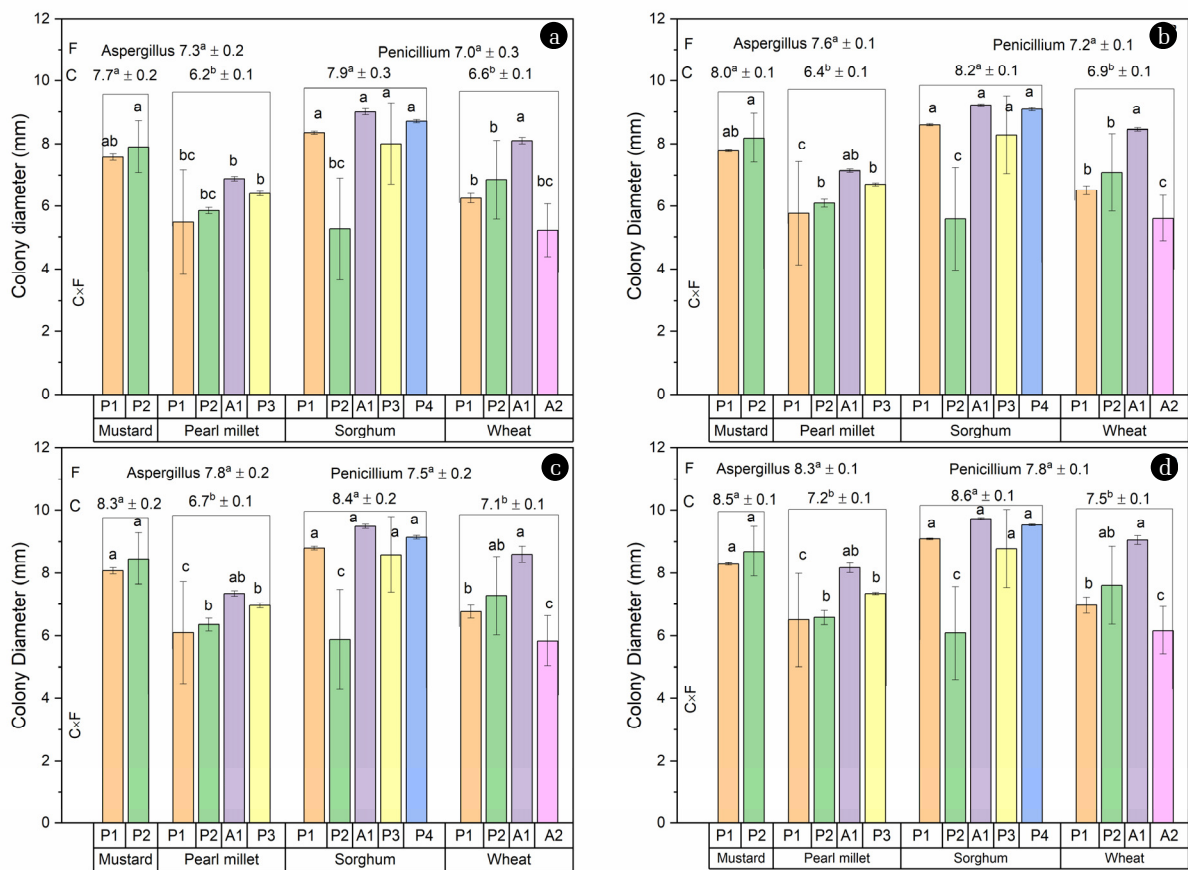 a
F Aspergillus 7.3ᵃ ± 0.2 Penicillium 7.0ᵃ ± 0.3
C 7.7ᵃ ± 0.2 6.2ᵇ ± 0.1 7.9ᵃ ± 0.3 6.6ᵇ ± 0.1
C×F
ab a bc bc b b a bc a a a b b a bc
Colony diameter (mm)
12
10
8
6
4
2
0
P1 P2 P1 P2 A1 P3 P1 P2 A1 P3 P4 P1 P2 A1 A2
Mustard Pearl millet Sorghum Wheat
b
F Aspergillus 7.6ᵃ ± 0.1 Penicillium 7.2ᵃ ± 0.1
C 8.0ᵃ ± 0.1 6.4ᵇ ± 0.1 8.2ᵃ ± 0.1 6.9ᵇ ± 0.1
C×F
ab a c b ab b a c a a a b b a c
Colony Diameter (mm)
12
10
8
6
4
2
0
P1 P2 P1 P2 A1 P3 P1 P2 A1 P3 P4 P1 P2 A1 A2
Mustard Pearl millet Sorghum Wheat
c
F Aspergillus 7.8ᵃ ± 0.2 Penicillium 7.5ᵃ ± 0.2
C 8.3ᵃ ± 0.2 6.7ᵇ ± 0.1 8.4ᵃ ± 0.2 7.1ᵇ ± 0.1
C×F
a a c b ab b a c a a a b ab a c
Colony Diameter (mm)
12
10
8
6
4
2
0
P1 P2 P1 P2 A1 P3 P1 P2 A1 P3 P4 P1 P2 A1 A2
Mustard Pearl millet Sorghum Wheat
d
F Aspergillus 8.3ᵃ ± 0.1 Penicillium 7.8ᵃ ± 0.1
C 8.5ᵃ ± 0.1 7.2ᵇ ± 0.1 8.6ᵃ ± 0.1 7.5ᵇ ± 0.1
C×F
a a c b ab b a c a a a b ab a c
Colony Diameter (mm)
12
10
8
6
4
2
0
P1 P2 P1 P2 A1 P3 P1 P2 A1 P3 P4 P1 P2 A1 A2
Mustard Pearl millet Sorghum Wheat